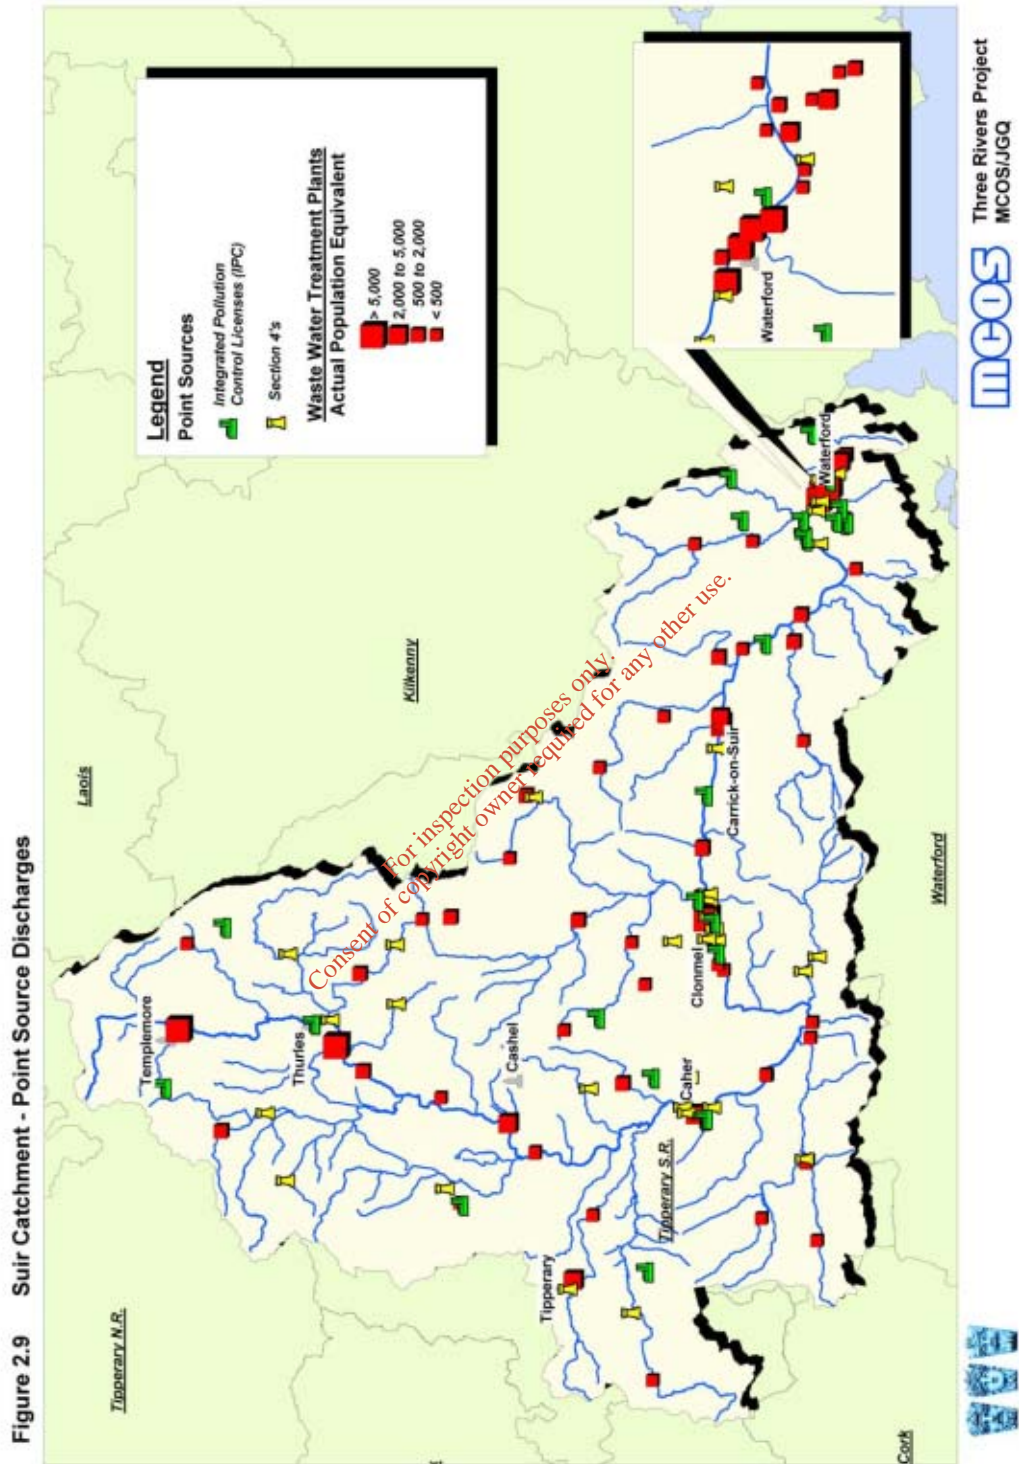 Figure 2.9 Suir Catchment - Point Source Discharges
Legend
Point Sources
Integrated Pollution
Control Licenses (IPC)
Section 4's
Waste Water Treatment Plants
Actual Population Equivalent
> 5,000
2,000 to 5,000
500 to 2,000
< 500
Laois
Tipperary N.R.
Kilkenny
Templemore
Thurles
Cashel
Tipperary
Tipperary S.R.
Caher
Clonmel
Carrick-on-Suir
Waterford
Waterford
Waterford
Cork
For inspection purposes only.
Consent of copyright owner required for any other use.
MCOS
Three Rivers Project
MCOS/JGQ